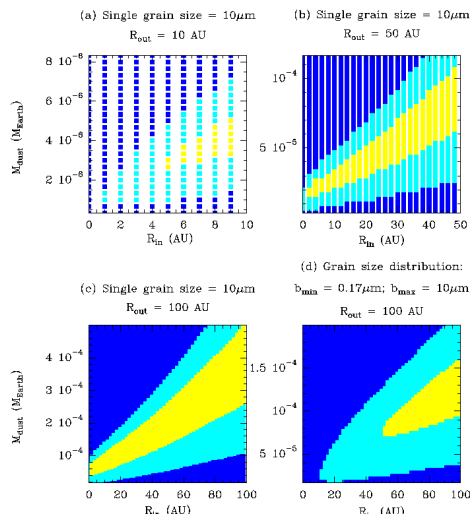 (a) Single grain size = 10μm
R_out = 10 AU
8 10⁻⁶
6 10⁻⁶
4 10⁻⁶
2 10⁻⁶
M_dust (M_Earth)
0 2 4 6 8 10
R_in (AU)
(b) Single grain size = 10μm
R_out = 50 AU
10⁻⁴
5 10⁻⁵
0 10 20 30 40 50
R_in (AU)
(c) Single grain size = 10μm
R_out = 100 AU
4 10⁻⁴
3 10⁻⁴
2 10⁻⁴
10⁻⁴
M_dust (M_Earth)
0 20 40 60 80 100
(AU)
(d) Grain size distribution:
b_min = 0.17μm; b_max = 10μm
R_out = 100 AU
1.5
10⁻⁴
10⁻⁴
5 10⁻⁵
0 20 40 60 80 100
(AU)